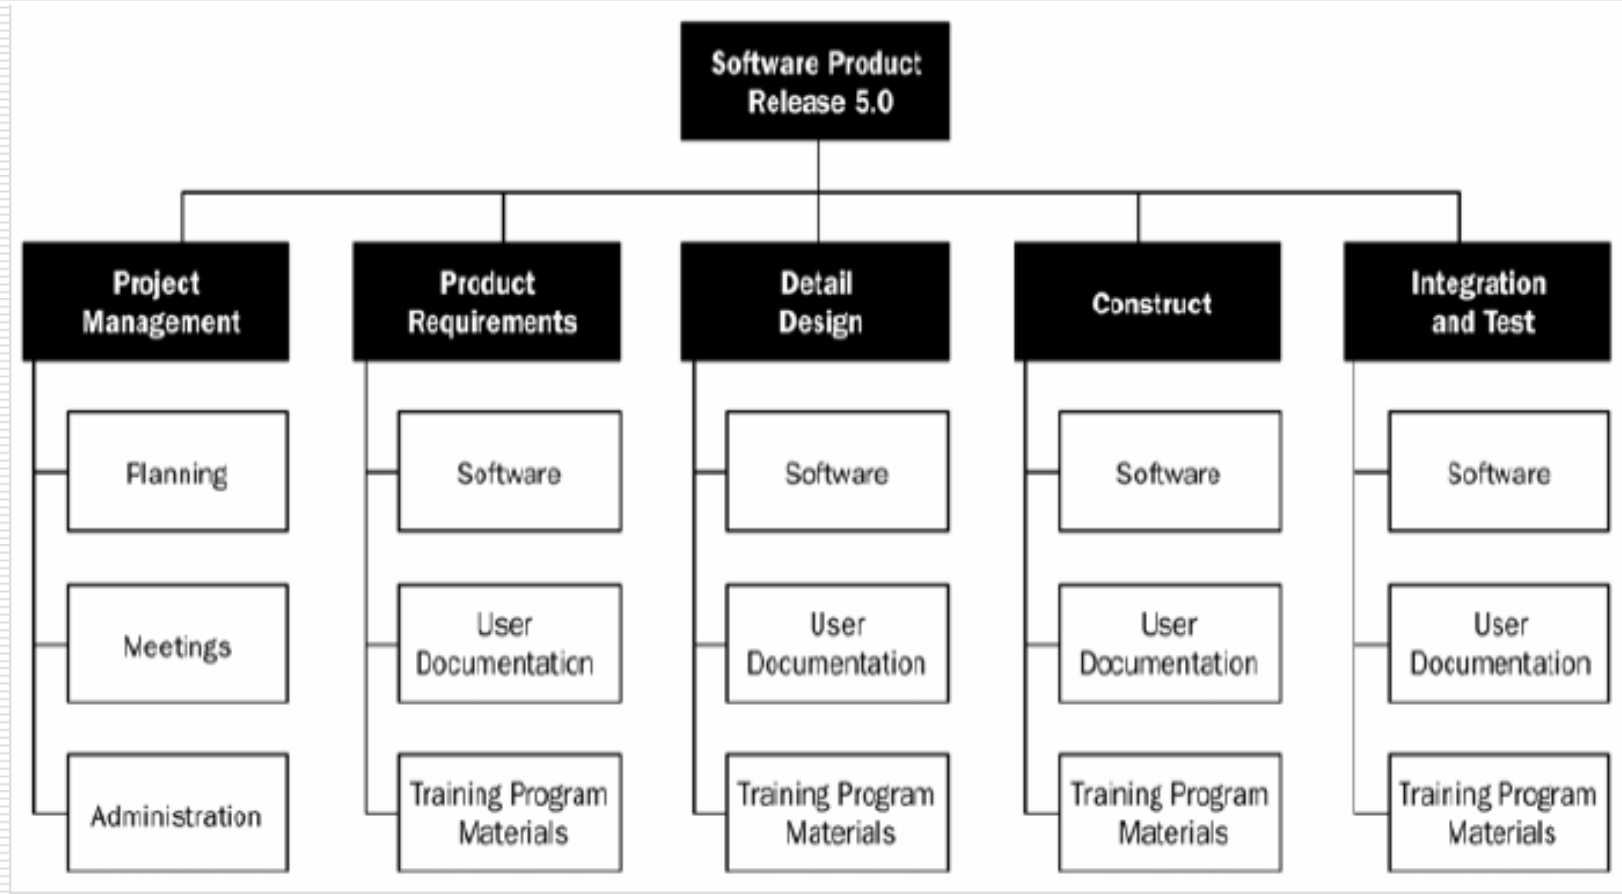 Software Product
Release 5.0
Project
Management
Product
Requirements
Detail
Design
Construct
Integration
and Test
Planning
Software
Software
Software
Software
Meetings
User
Documentation
User
Documentation
User
Documentation
User
Documentation
Administration
Training Program
Materials
Training Program
Materials
Training Program
Materials
Training Program
Materials